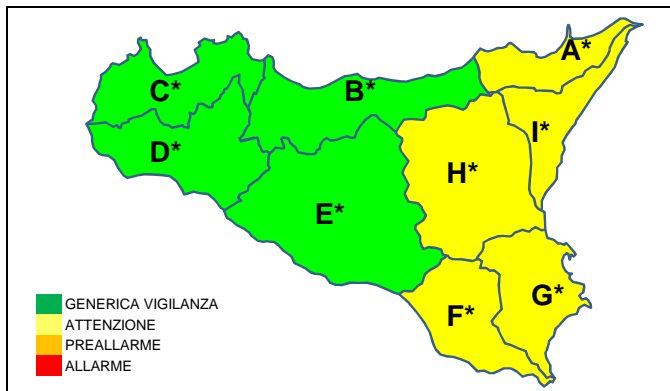 A*
C*
B*
I*
D*
H*
E*
G*
F*
GENERICA VIGILANZA
ATTENZIONE
PREALLARME
ALLARME